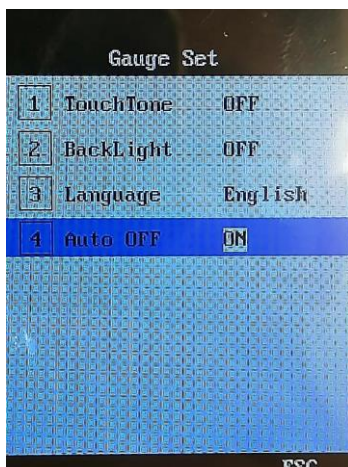 Gauge Set
1 TouchTone OFF
2 BackLight OFF
3 Language English
4 Auto OFF ON
ESC